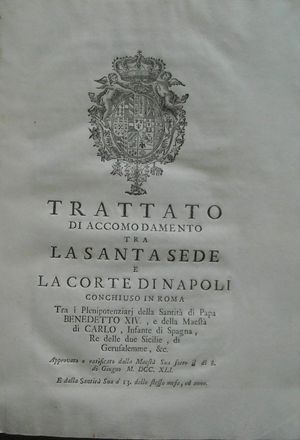 TRATTATO
DI ACCOMODAMENTO
TRA
LA SANTA SEDE
E
LA CORTE DI NAPOLI
CONCHIUSO IN ROMA
Tra i Plenipotenziarj della Santità di Papa
BENEDETTO XIV., e della Maestà
di CARLO, Infante di Spagna,
Re delle due Sicilie, di
Gerusalemme, &c.
Approvato e ratificato dalla Maestà Sua sotto il dì 8.
di Giugno M. DCC. XLI.
E dalla Santità Sua a' 13. dello stesso mese, ed anno.